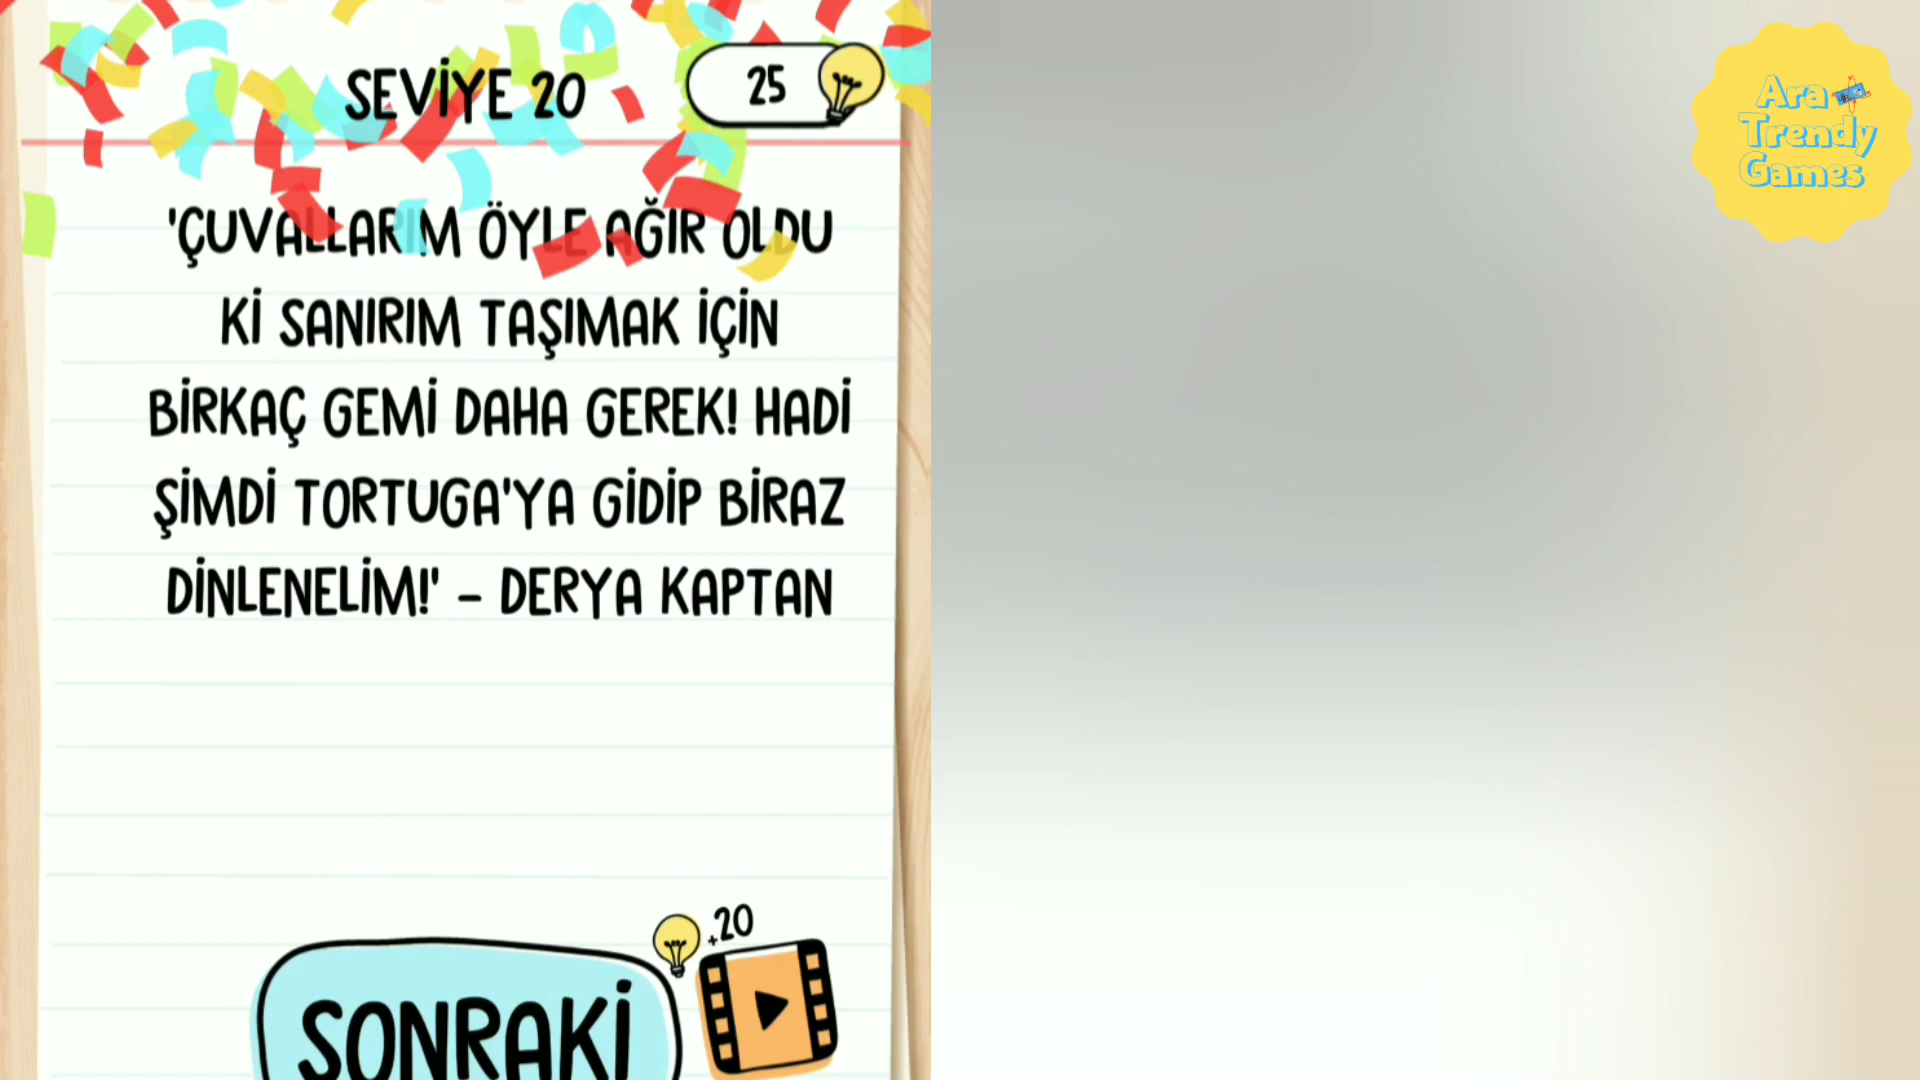 SEVİYE 20
25
'ÇUVALLARIM ÖYLE AĞIR OLDU
Kİ SANIRIM TAŞIMAK İÇİN
BİRKAÇ GEMİ DAHA GEREK! HADİ
ŞİMDİ TORTUGA'YA GİDİP BİRAZ
DİNLENELİM!' – DERYA KAPTAN
+20
SONRAKİ
Ara
Trendy
Games